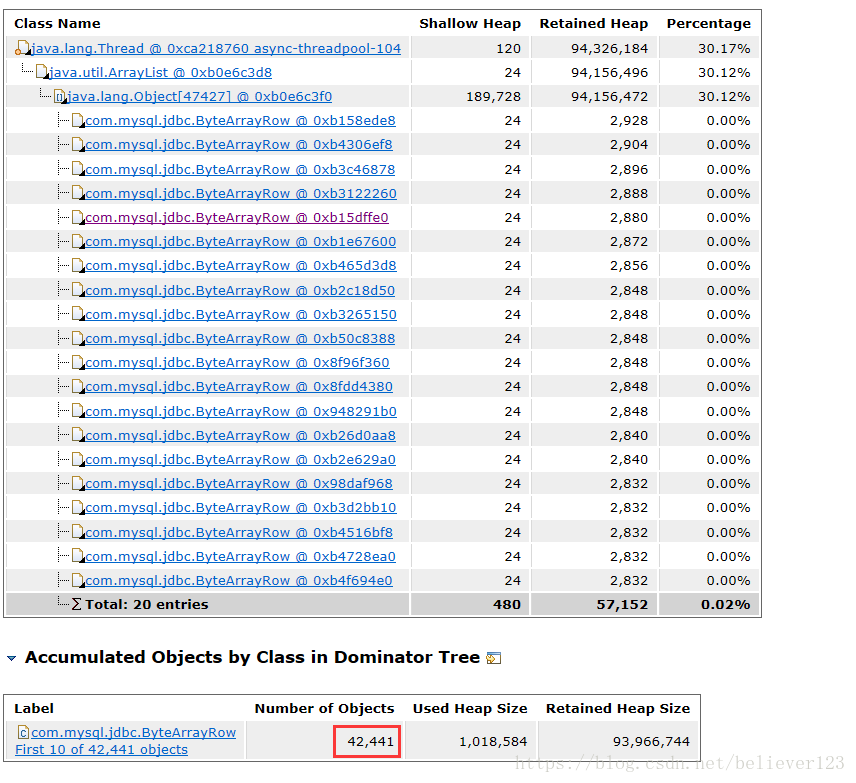 Class Name Shallow Heap Retained Heap Percentage
java.lang.Thread @ 0xca218760 async-threadpool-104 120 94,326,184 30.17%
java.util.ArrayList @ 0xb0e6c3d8 24 94,156,496 30.12%
java.lang.Object[47427] @ 0xb0e6c3f0 189,728 94,156,472 30.12%
com.mysql.jdbc.ByteArrayRow @ 0xb158ede8 24 2,928 0.00%
com.mysql.jdbc.ByteArrayRow @ 0xb4306ef8 24 2,904 0.00%
com.mysql.jdbc.ByteArrayRow @ 0xb3c46878 24 2,896 0.00%
com.mysql.jdbc.ByteArrayRow @ 0xb3122260 24 2,888 0.00%
com.mysql.jdbc.ByteArrayRow @ 0xb15dffe0 24 2,880 0.00%
com.mysql.jdbc.ByteArrayRow @ 0xb1e67600 24 2,872 0.00%
com.mysql.jdbc.ByteArrayRow @ 0xb465d3d8 24 2,856 0.00%
com.mysql.jdbc.ByteArrayRow @ 0xb2c18d50 24 2,848 0.00%
com.mysql.jdbc.ByteArrayRow @ 0xb3265150 24 2,848 0.00%
com.mysql.jdbc.ByteArrayRow @ 0xb50c8388 24 2,848 0.00%
com.mysql.jdbc.ByteArrayRow @ 0x8f96f360 24 2,848 0.00%
com.mysql.jdbc.ByteArrayRow @ 0x8fdd4380 24 2,848 0.00%
com.mysql.jdbc.ByteArrayRow @ 0x948291b0 24 2,848 0.00%
com.mysql.jdbc.ByteArrayRow @ 0xb26d0aa8 24 2,840 0.00%
com.mysql.jdbc.ByteArrayRow @ 0xb2e629a0 24 2,840 0.00%
com.mysql.jdbc.ByteArrayRow @ 0x98daf968 24 2,832 0.00%
com.mysql.jdbc.ByteArrayRow @ 0xb3d2bb10 24 2,832 0.00%
com.mysql.jdbc.ByteArrayRow @ 0xb4516bf8 24 2,832 0.00%
com.mysql.jdbc.ByteArrayRow @ 0xb4728ea0 24 2,832 0.00%
com.mysql.jdbc.ByteArrayRow @ 0xb4f694e0 24 2,832 0.00%
Σ Total: 20 entries 480 57,152 0.02%
Accumulated Objects by Class in Dominator Tree
Label Number of Objects Used Heap Size Retained Heap Size
com.mysql.jdbc.ByteArrayRow
First 10 of 42,441 objects 42,441 1,018,584 93,966,744
https://blog.csdn.net/believer123